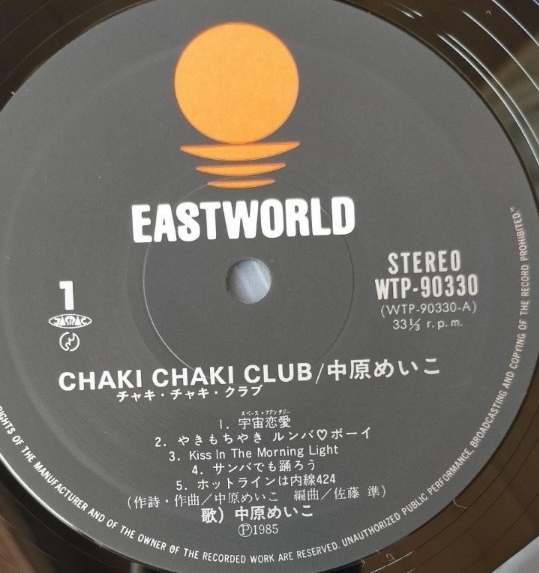 EASTWORLD
1
JASRAC
STEREO
WTP-90330
(WTP-90330-A)
33⅓ r.p.m.
CHAKI CHAKI CLUB/中原めいこ
チャキ・チャキ・クラブ
スペース・ファンタジー
1. 宇宙恋愛
2. やきもちやき ルンバ♡ボーイ
3. Kiss In The Morning Light
4. サンバでも踊ろう
5. ホットラインは内線424
(作詩・作曲/中原めいこ 編曲/佐藤 準)
歌) 中原めいこ
Ⓟ1985
RIGHTS OF THE MANUFACTURER AND OF THE OWNER OF THE RECORDED WORK ARE RESERVED. UNAUTHORIZED PUBLIC PERFORMANCE, BROADCASTING AND COPYING OF THE RECORD PROHIBITED."